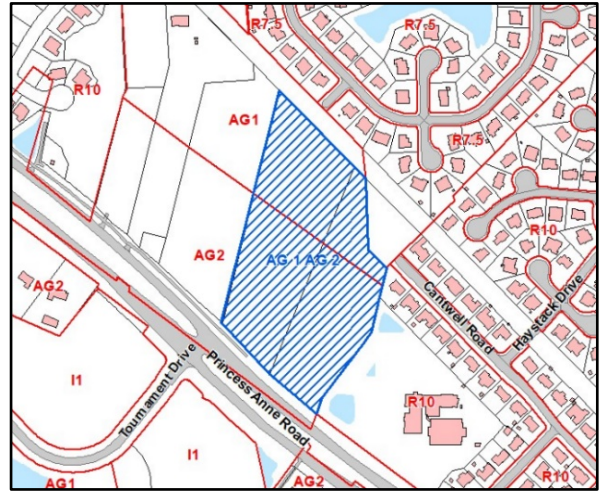 R7.5
R7.5
R10
AG1
R7.5
R10
AG2
AG 1 AG 2
AG2
Cantwell Road
Haystack Drive
I1
Tournament Drive
Princess Anne Road
R10
I1
AG1
AG2
R10